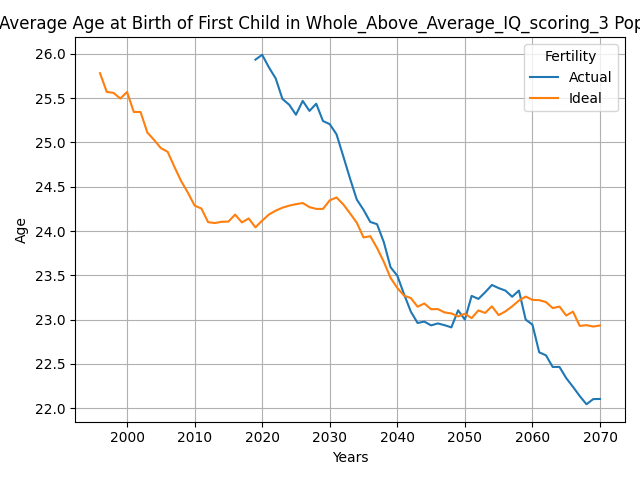 Average Age at Birth of First Child in Whole_Above_Average_IQ_scoring_3
Fertility
Actual
Ideal
26.0
25.5
25.0
24.5
24.0
23.5
23.0
22.5
22.0
Age
2000 2010 2020 2030 2040 2050 2060 2070
Years